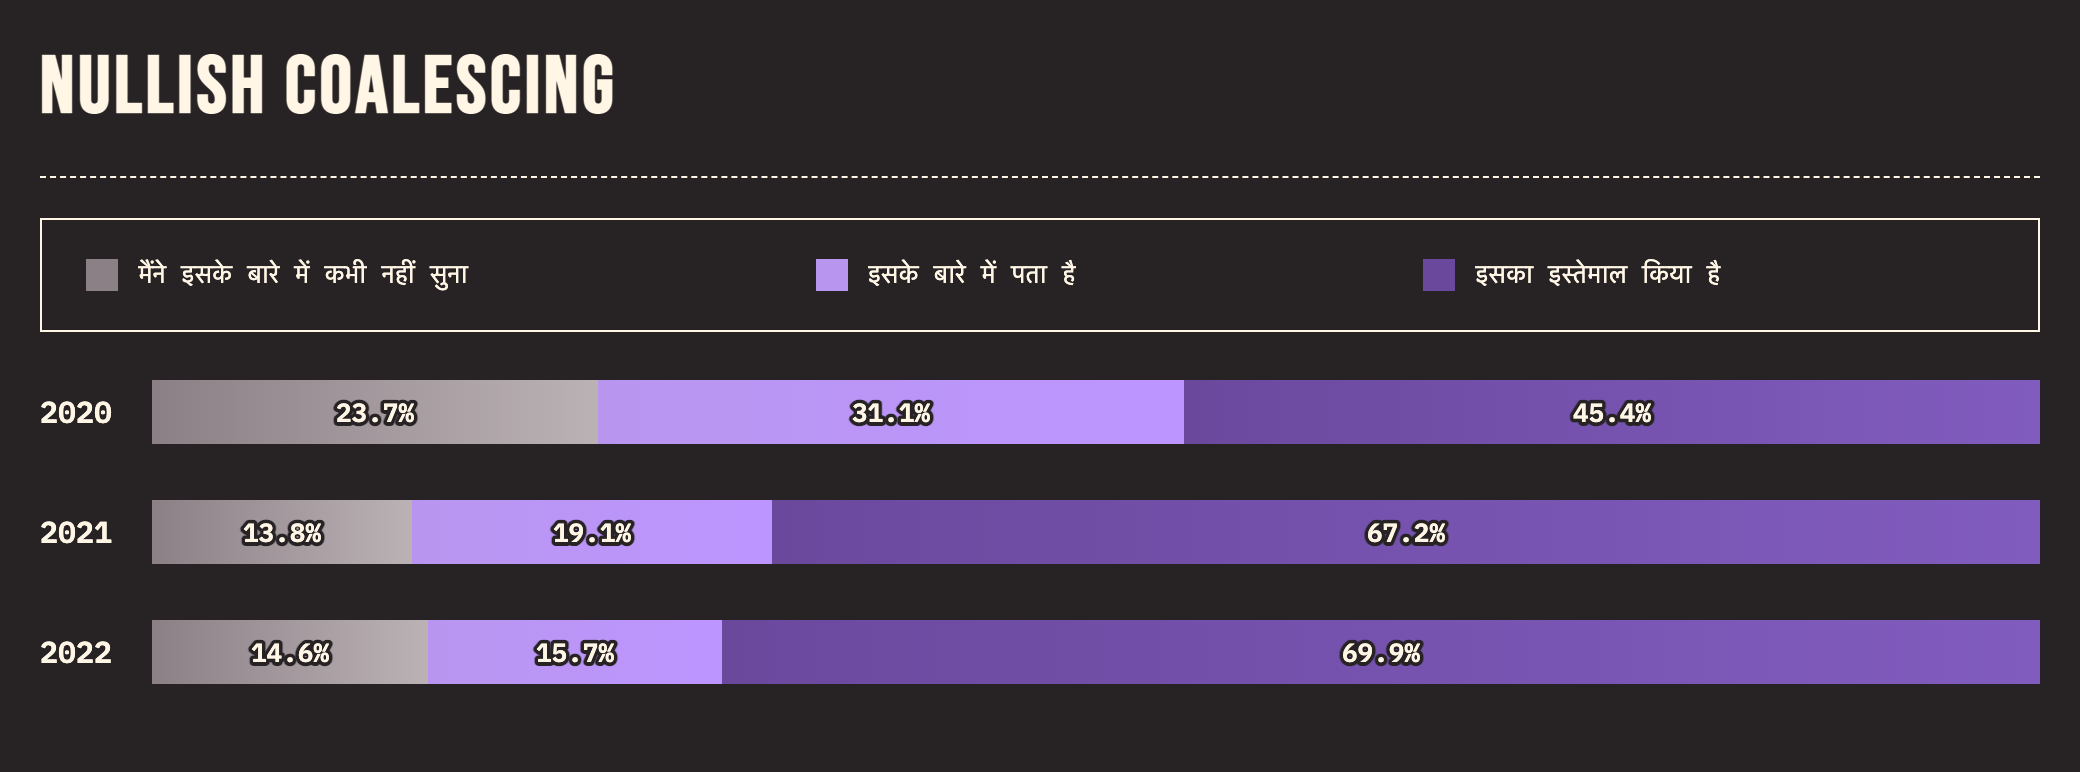 NULLISH COALESCING
मैंने इसके बारे में कभी नहीं सुना इसके बारे में पता है इसका इस्तेमाल किया है
2020 23.7% 31.1% 45.4%
2021 13.8% 19.1% 67.2%
2022 14.6% 15.7% 69.9%